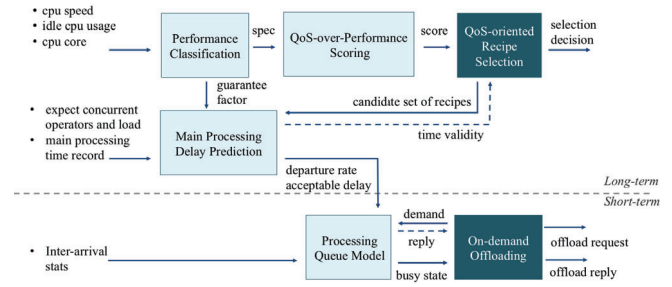 • cpu speed
• idle cpu usage
• cpu core
Performance
Classification
spec
QoS-over-Performance
Scoring
score
QoS-oriented
Recipe
Selection
selection
decision
guarantee
factor
candidate set of recipes
time validity
• expect concurrent
operators and load
• main processing
time record
Main Processing
Delay Prediction
departure rate
acceptable delay
Long-term
Short-term
• Inter-arrival
stats
Processing
Queue Model
demand
reply
busy state
On-demand
Offloading
offload request
offload reply